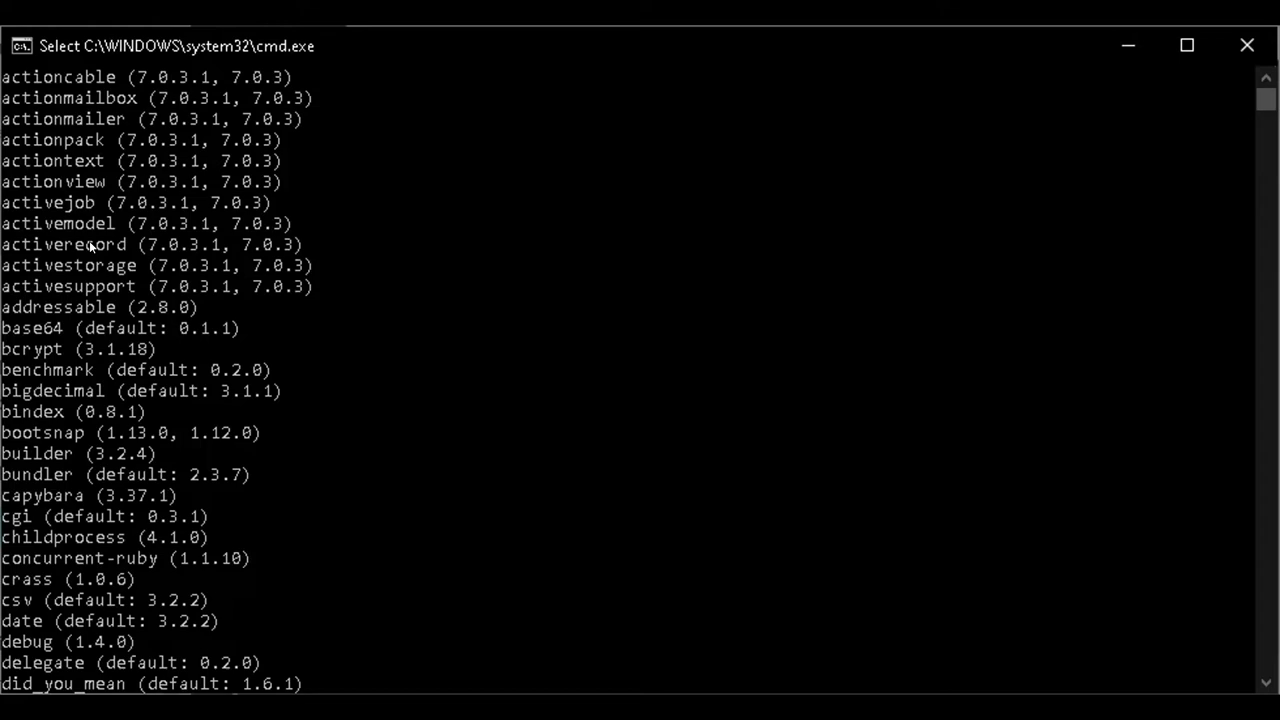 Select C:\WINDOWS\system32\cmd.exe
actioncable (7.0.3.1, 7.0.3)
actionmailbox (7.0.3.1, 7.0.3)
actionmailer (7.0.3.1, 7.0.3)
actionpack (7.0.3.1, 7.0.3)
actiontext (7.0.3.1, 7.0.3)
actionview (7.0.3.1, 7.0.3)
activejob (7.0.3.1, 7.0.3)
activemodel (7.0.3.1, 7.0.3)
activerecord (7.0.3.1, 7.0.3)
activestorage (7.0.3.1, 7.0.3)
activesupport (7.0.3.1, 7.0.3)
addressable (2.8.0)
base64 (default: 0.1.1)
bcrypt (3.1.18)
benchmark (default: 0.2.0)
bigdecimal (default: 3.1.1)
bindex (0.8.1)
bootsnap (1.13.0, 1.12.0)
builder (3.2.4)
bundler (default: 2.3.7)
capybara (3.37.1)
cgi (default: 0.3.1)
childprocess (4.1.0)
concurrent-ruby (1.1.10)
crass (1.0.6)
csv (default: 3.2.2)
date (default: 3.2.2)
debug (1.4.0)
delegate (default: 0.2.0)
did_you_mean (default: 1.6.1)